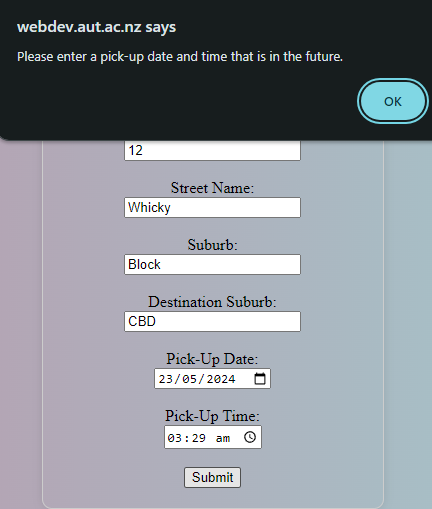 webdev.aut.ac.nz says
Please enter a pick-up date and time that is in the future.
OK
12
Street Name:
Whicky
Suburb:
Block
Destination Suburb:
CBD
Pick-Up Date:
23/05/2024
Pick-Up Time:
03:29 am
Submit